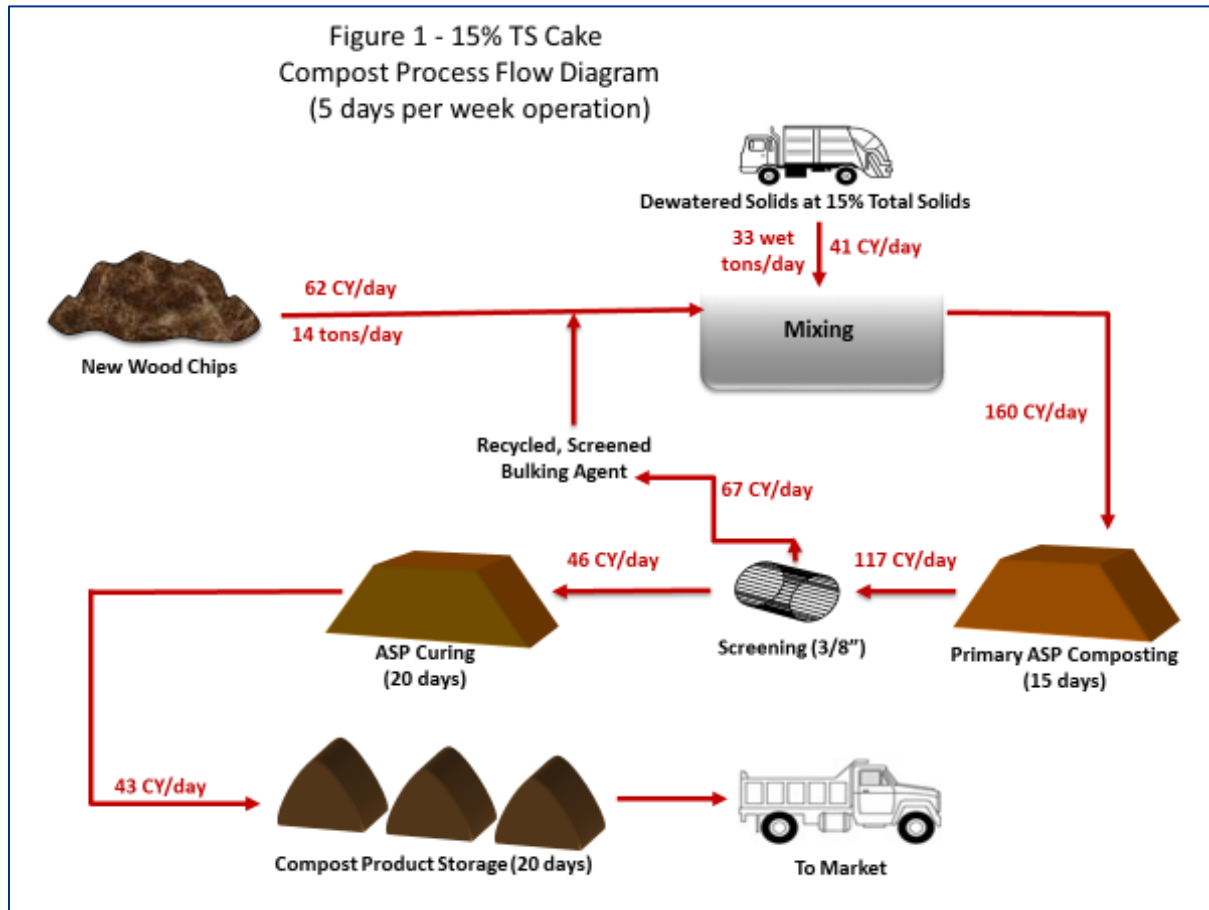 Figure 1 - 15% TS Cake
Compost Process Flow Diagram
(5 days per week operation)
Dewatered Solids at 15% Total Solids
33 wet
tons/day
41 CY/day
62 CY/day
14 tons/day
New Wood Chips
Mixing
160 CY/day
Recycled, Screened
Bulking Agent
67 CY/day
46 CY/day
117 CY/day
ASP Curing
(20 days)
Screening (3/8”)
Primary ASP Composting
(15 days)
43 CY/day
Compost Product Storage (20 days)
To Market